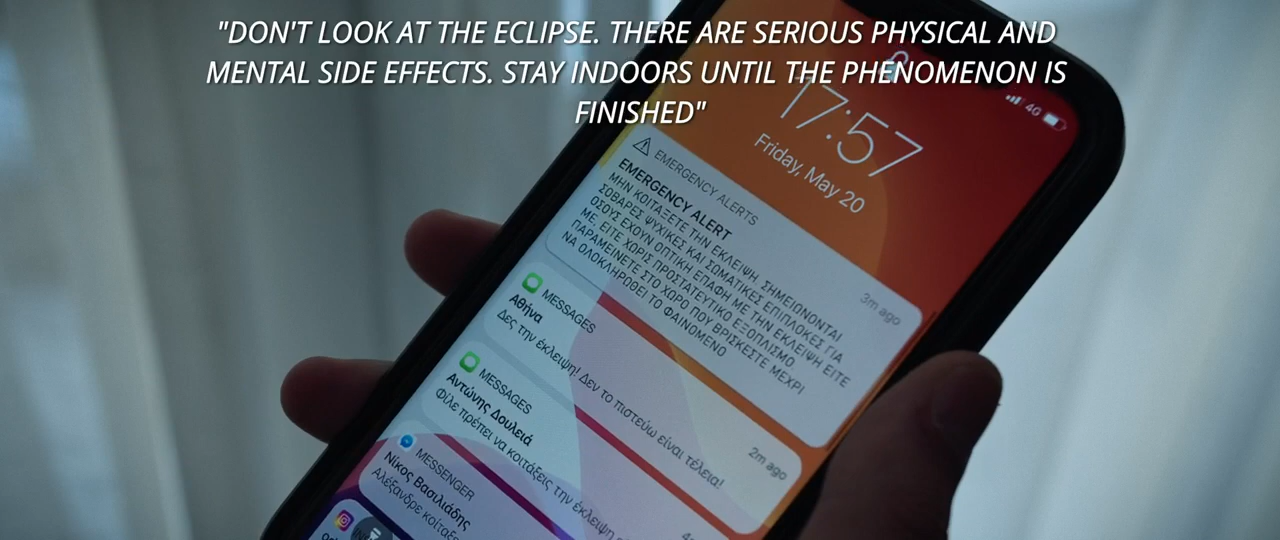 "DON'T LOOK AT THE ECLIPSE. THERE ARE SERIOUS PHYSICAL AND
MENTAL SIDE EFFECTS. STAY INDOORS UNTIL THE PHENOMENON IS
FINISHED"
4G
17:57
Friday, May 20
EMERGENCY ALERTS
3m ago
EMERGENCY ALERT
ΜΗΝ ΚΟΙΤΑΞΕΤΕ ΤΗΝ ΕΚΛΕΙΨΗ. ΣΗΜΕΙΩΝΟΝΤΑΙ
ΣΟΒΑΡΕΣ ΨΥΧΙΚΕΣ ΚΑΙ ΣΩΜΑΤΙΚΕΣ ΕΠΙΠΛΟΚΕΣ ΓΙΑ
ΟΣΟΥΣ ΕΧΟΥΝ ΟΠΤΙΚΗ ΕΠΑΦΗ ΜΕ ΤΗΝ ΕΚΛΕΙΨΗ ΕΙΤΕ
ΜΕ, ΕΙΤΕ ΧΩΡΙΣ ΠΡΟΣΤΑΤΕΥΤΙΚΟ ΕΞΟΠΛΙΣΜΟ.
ΠΑΡΑΜΕΙΝΕΤΕ ΣΤΟ ΧΩΡΟ ΠΟΥ ΒΡΙΣΚΕΣΤΕ ΜΕΧΡΙ
ΝΑ ΟΛΟΚΛΗΡΩΘΕΙ ΤΟ ΦΑΙΝΟΜΕΝΟ
MESSAGES
2m ago
Αθήνα
Δες την έκλειψη! Δεν το πιστεύω είναι τέλεια!
MESSAGES
Αντώνης Δουλειά
Φίλε πρέπει να κοιτάξεις την έκλειψη
MESSENGER
Νίκος Βασιλιάδης
Αλέξανδρε